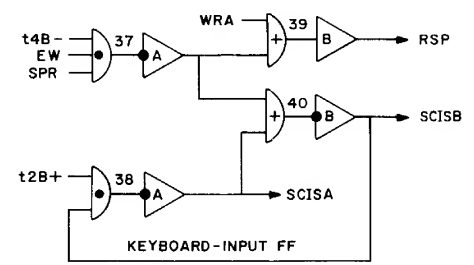 WRA
39
t4B-
37
EW
A
+
B
RSP
SPR
40
+
B
SCISB
t2B+
38
A
SCISA
KEYBOARD-INPUT FF